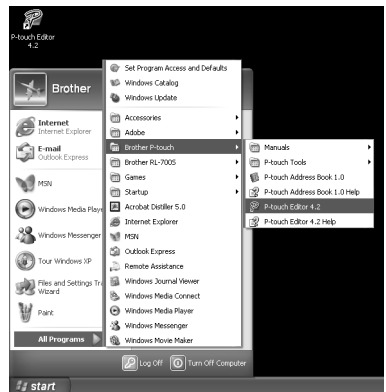 P-touch Editor
4.2
Brother
Internet
Internet Explorer
E-mail
Outlook Express
MSN
Windows Media Playe
Windows Messenger
Tour Windows XP
Files and Settings Tra
Wizard
Paint
All Programs
Set Program Access and Defaults
Windows Catalog
Windows Update
Accessories
Adobe
Brother P-touch
Brother RL-700S
Games
Startup
Acrobat Distiller 5.0
Internet Explorer
MSN
Outlook Express
Remote Assistance
Windows Journal Viewer
Windows Media Connect
Windows Media Player
Windows Messenger
Windows Movie Maker
Manuals
P-touch Tools
P-touch Address Book 1.0
P-touch Address Book 1.0 Help
P-touch Editor 4.2
P-touch Editor 4.2 Help
Log Off
Turn Off Computer
start